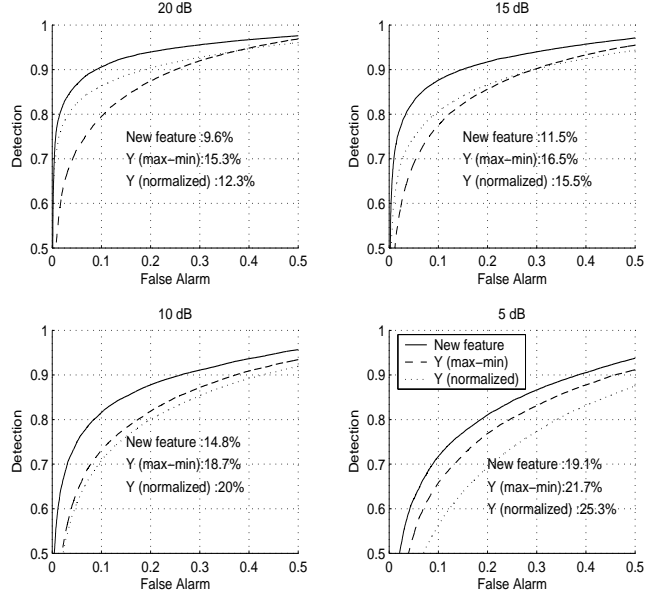 20 dB
1
0.9
0.8
0.7
0.6
0.5
Detection
New feature :9.6%
Y (max−min):15.3%
Y (normalized) :12.3%
0 0.1 0.2 0.3 0.4 0.5
False Alarm
15 dB
1
0.9
0.8
0.7
0.6
0.5
Detection
New feature :11.5%
Y (max−min) :16.5%
Y (normalized) :15.5%
0 0.1 0.2 0.3 0.4 0.5
False Alarm
10 dB
1
0.9
0.8
0.7
0.6
0.5
Detection
New feature :14.8%
Y (max−min) :18.7%
Y (normalized) :20%
0 0.1 0.2 0.3 0.4 0.5
False Alarm
5 dB
1
0.9
0.8
0.7
0.6
0.5
Detection
New feature
Y (max−min)
Y (normalized)
New feature :19.1%
Y (max−min):21.7%
Y (normalized) :25.3%
0 0.1 0.2 0.3 0.4 0.5
False Alarm